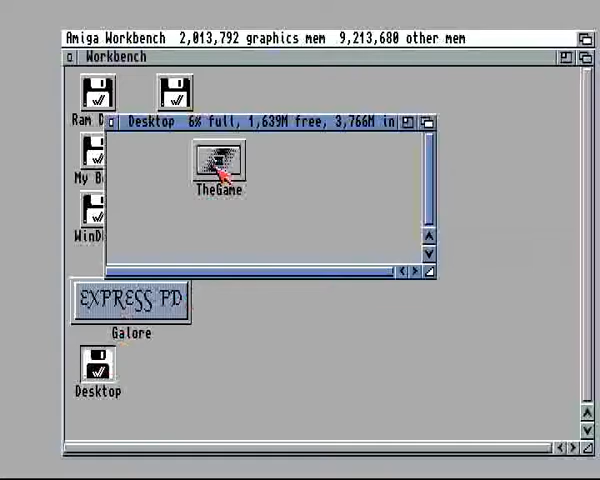 Amiga Workbench 2,013,792 graphics mem 9,213,680 other mem
Workbench
Ram D
Desktop 6% full, 1,639M free, 3,766M in
TheGame
My B
WinD
EXPRESS PD
Galore
Desktop